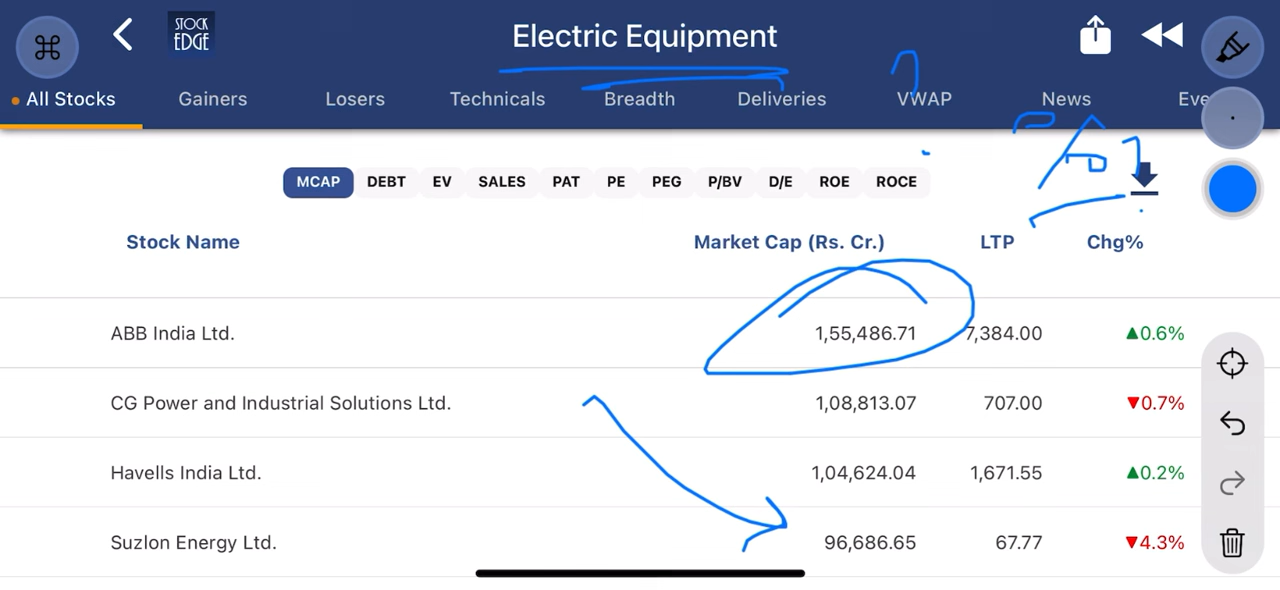 STOCK EDGE
Electric Equipment
All Stocks Gainers Losers Technicals Breadth Deliveries VWAP News Eve
MCAP DEBT EV SALES PAT PE PEG P/BV D/E ROE ROCE
Stock Name Market Cap (Rs. Cr.) LTP Chg%
ABB India Ltd. 1,55,486.71 7,384.00 ▲0.6%
CG Power and Industrial Solutions Ltd. 1,08,813.07 707.00 ▼0.7%
Havells India Ltd. 1,04,624.04 1,671.55 ▲0.2%
Suzlon Energy Ltd. 96,686.65 67.77 ▼4.3%